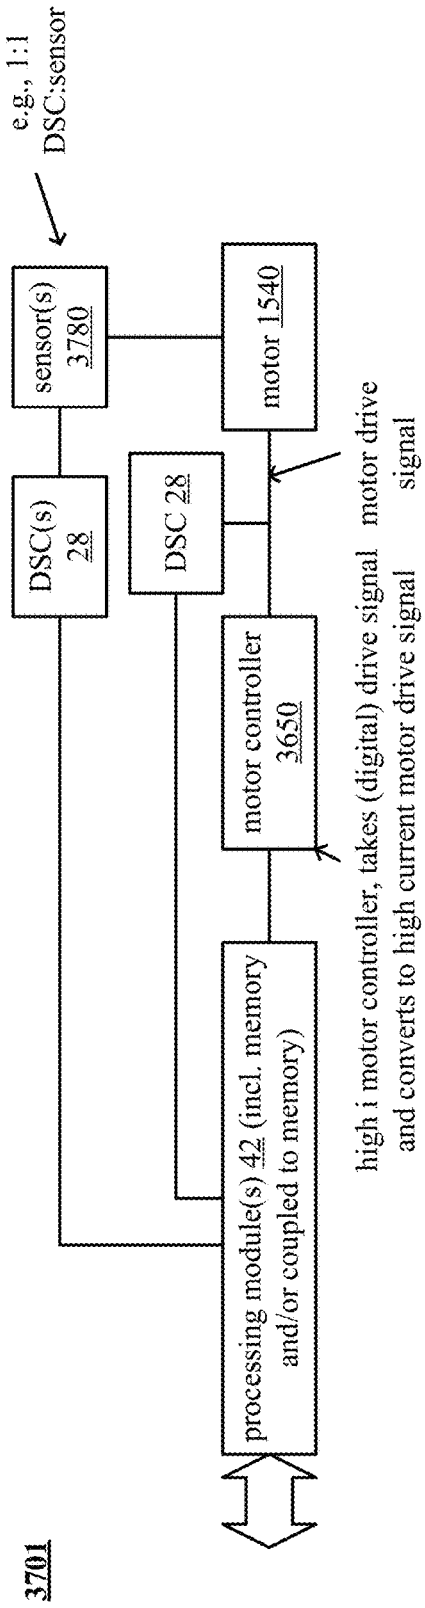 3701
e.g., 1:1
DSC:sensor
sensor(s)
3780
DSC(s)
28
DSC 28
motor 1540
motor controller
3650
processing module(s) 42 (incl. memory
and/or coupled to memory)
motor drive
signal
high i motor controller, takes (digital) drive signal
and converts to high current motor drive signal